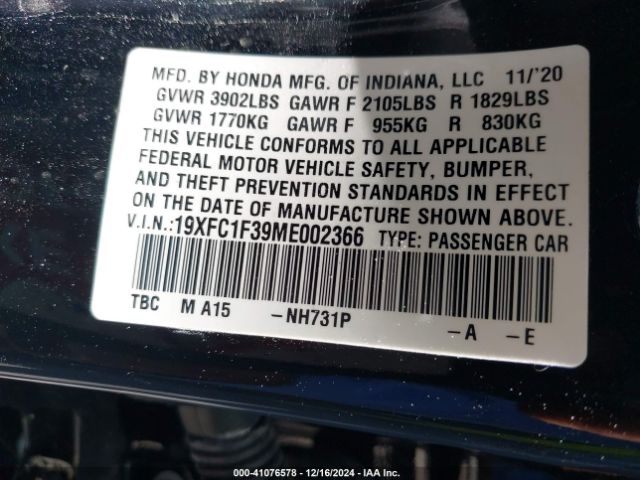 MFD. BY HONDA MFG. OF INDIANA, LLC 11/'20
GVWR 3902LBS GAWR F 2105LBS R 1829LBS
GVWR 1770KG GAWR F 955KG R 830KG
THIS VEHICLE CONFORMS TO ALL APPLICABLE
FEDERAL MOTOR VEHICLE SAFETY, BUMPER,
AND THEFT PREVENTION STANDARDS IN EFFECT
ON THE DATE OF MANUFACTURE SHOWN ABOVE.
V.I.N.:19XFC1F39ME002366 TYPE: PASSENGER CAR
TBC M A15 -NH731P -A -E
000-41076578 - 12/16/2024 - IAA Inc.